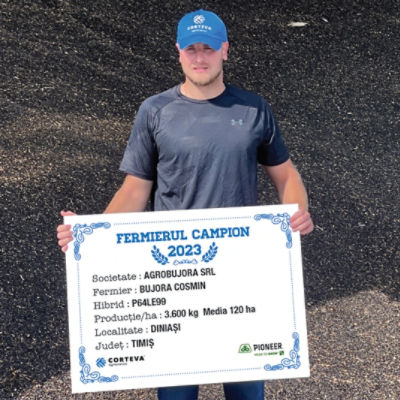 CORTEVA
FERMIERUL CAMPION
2023
Societate : AGROBUJORA SRL
Fermier : BUJORA COSMIN
Hibrid : P64LE99
Producție/ha : 3.600 kg Media 120 ha
Localitate : DINIAȘI
Județ : TIMIȘ
CORTEVA
agriscience
PIONEER